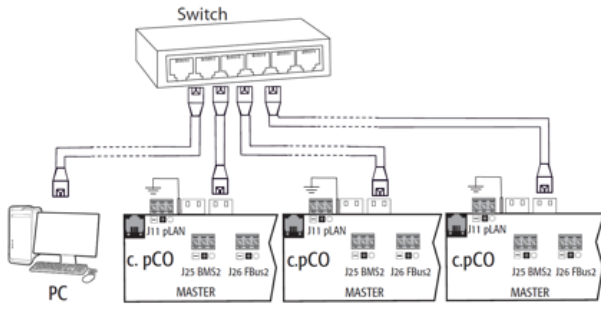 Switch
J11 pLAN
c. pCO
J25 BMS2 J26 FBus2
MASTER
J11 pLAN
c.pCO
J25 BMS2 J26 FBus2
MASTER
J11 pLAN
c.pCO
J25 BMS2 J26 FBus2
MASTER
PC